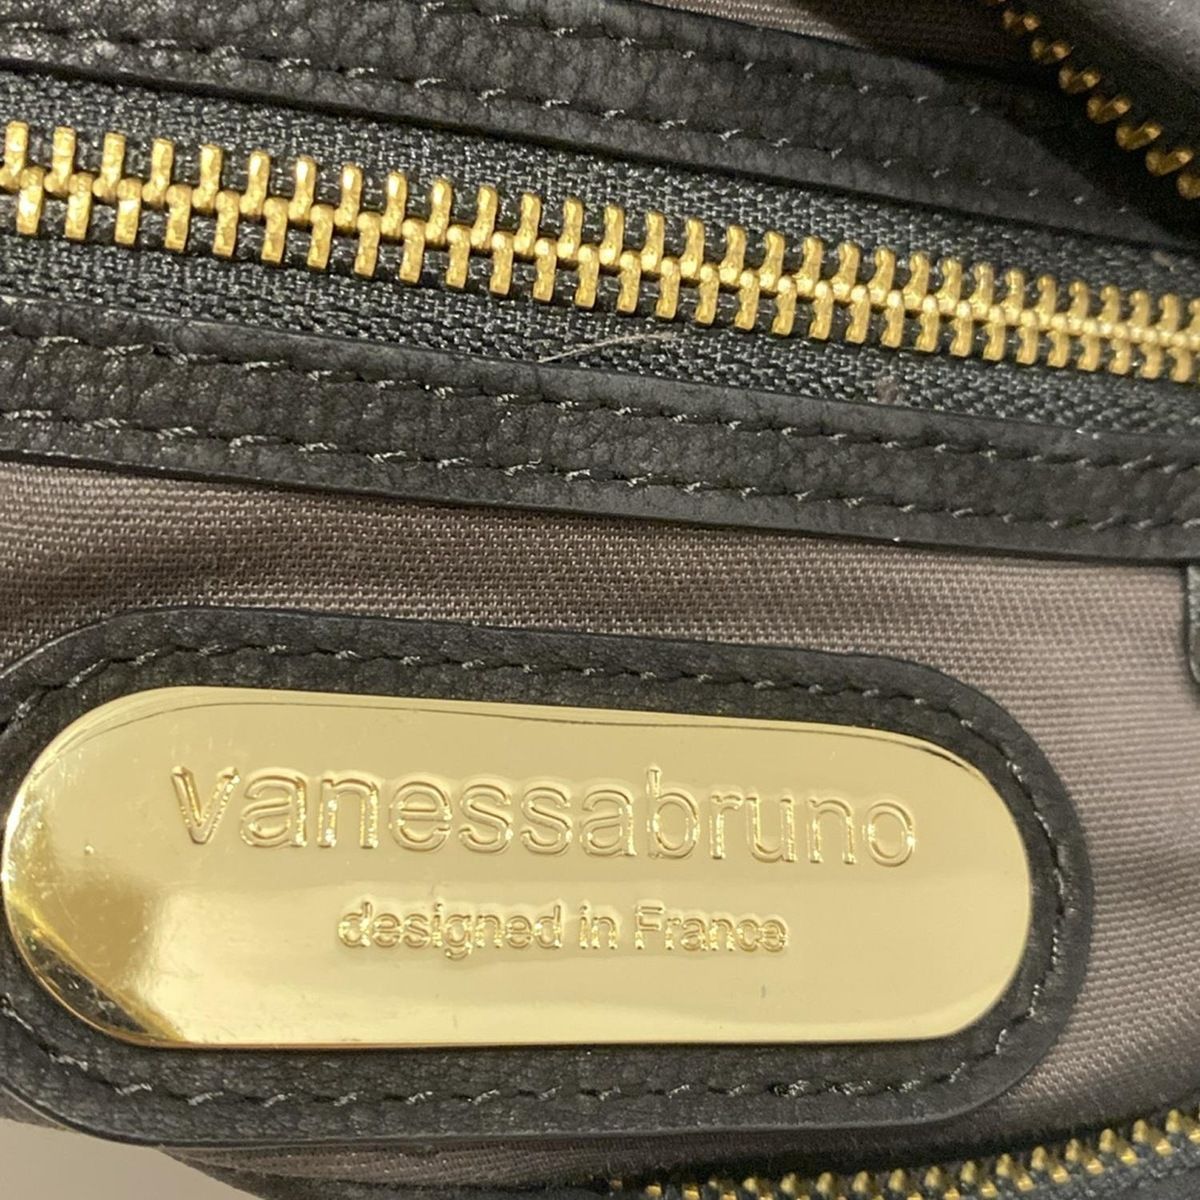 vanessabruno
designed in France